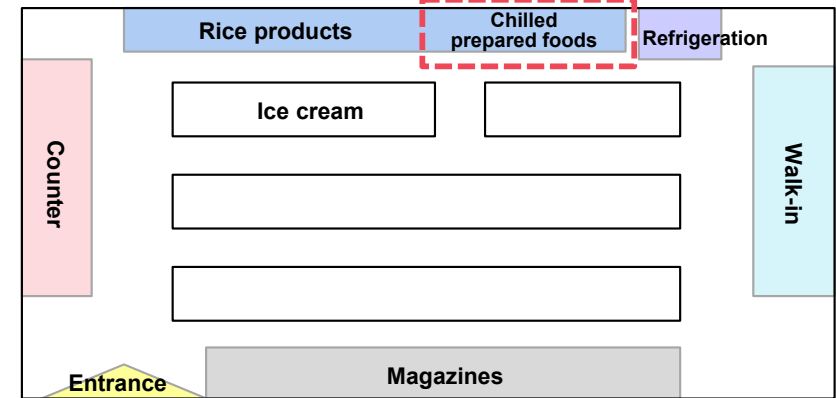 Rice products
Chilled
prepared foods
Refrigeration
Ice cream
Counter
Walk-in
Entrance
Magazines